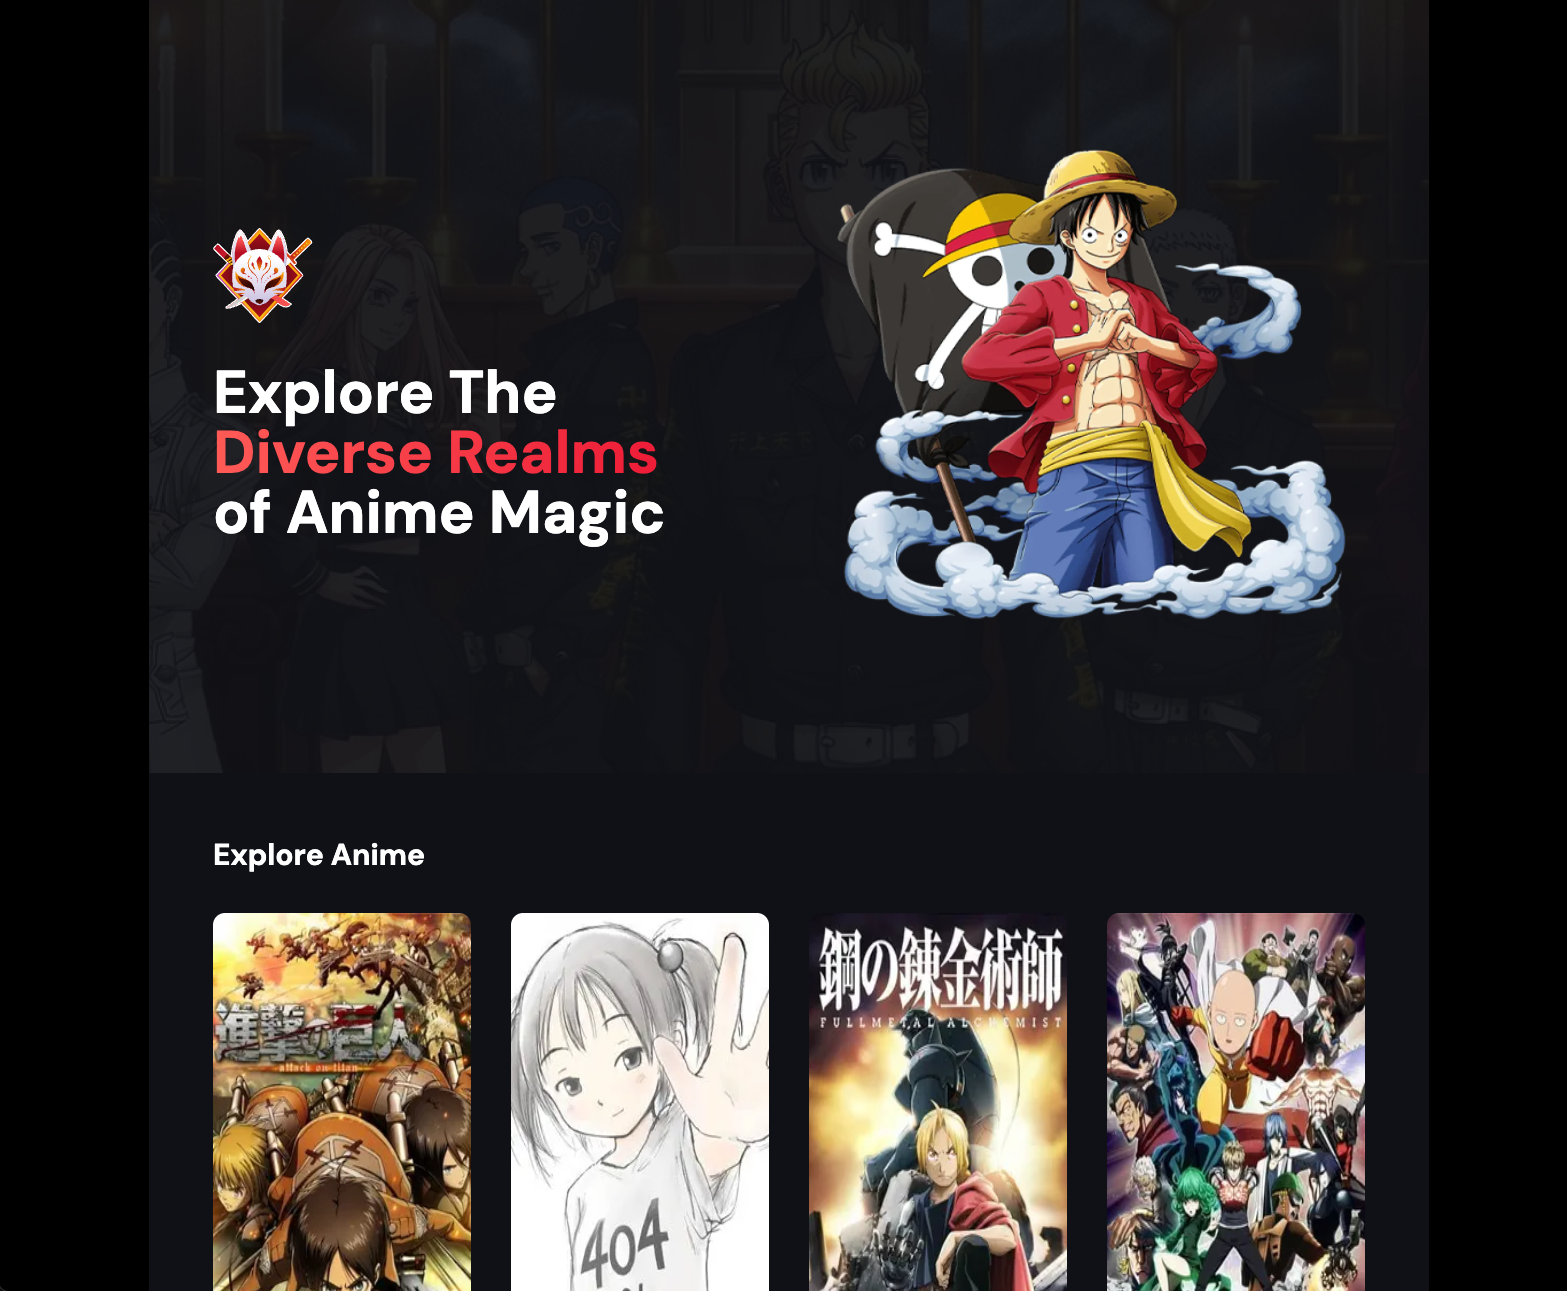 Explore The
Diverse Realms
of Anime Magic
Explore Anime
進撃の巨人
attack on titan
404
鋼の錬金術師
FULLMETAL ALCHEMIST